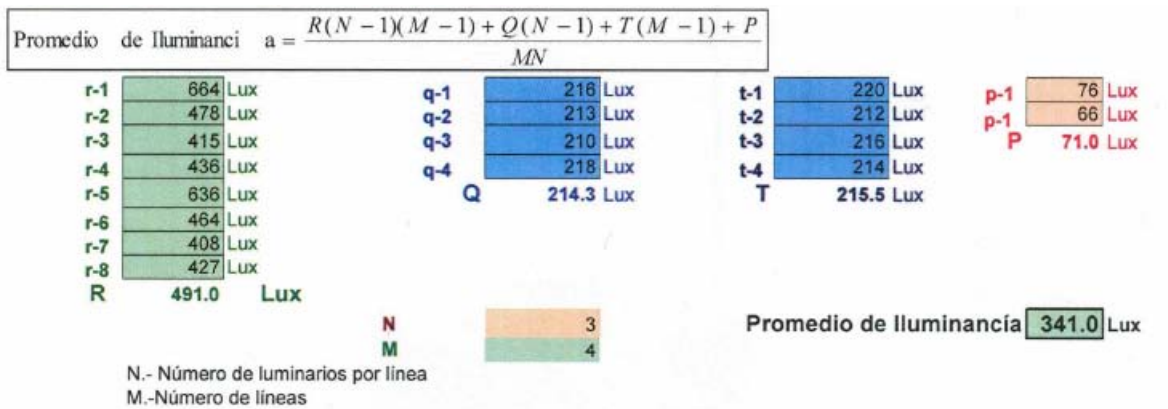 Promedio de Iluminanci a = R(N - 1)(M - 1) + Q(N - 1) + T(M - 1) + P
MN
r-1 664 Lux q-1 216 Lux t-1 220 Lux p-1 76 Lux
r-2 478 Lux q-2 213 Lux t-2 212 Lux p-1 66 Lux
r-3 415 Lux q-3 210 Lux t-3 216 Lux P 71.0 Lux
r-4 436 Lux q-4 218 Lux t-4 214 Lux
r-5 636 Lux Q 214.3 Lux T 215.5 Lux
r-6 464 Lux
r-7 408 Lux
r-8 427 Lux
R 491.0 Lux
N 3 Promedio de Iluminancía 341.0 Lux
M 4
N.- Número de luminarios por línea
M.-Número de líneas